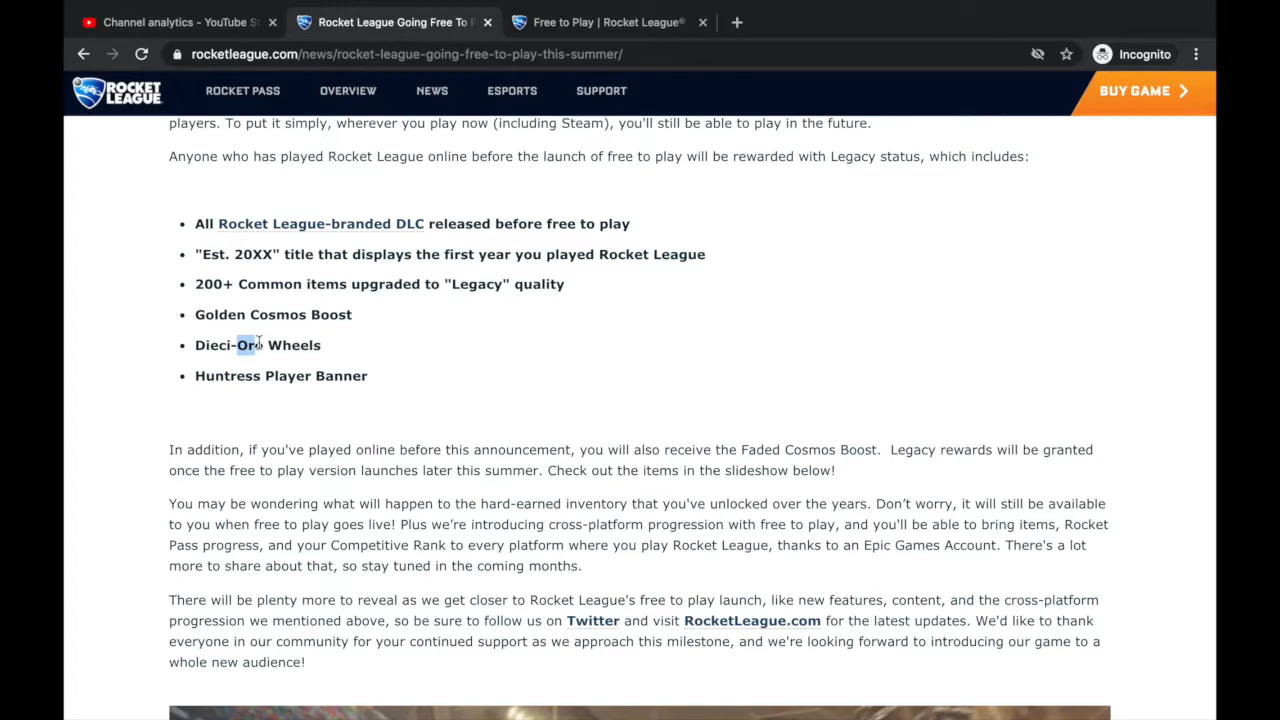 Channel analytics - YouTube S
Rocket League Going Free To P
Free to Play | Rocket League®
rocketleague.com/news/rocket-league-going-free-to-play-this-summer/
Incognito
ROCKET LEAGUE
ROCKET PASS
OVERVIEW
NEWS
ESPORTS
SUPPORT
BUY GAME
players. To put it simply, wherever you play now (including Steam), you'll still be able to play in the future.
Anyone who has played Rocket League online before the launch of free to play will be rewarded with Legacy status, which includes:
• All Rocket League-branded DLC released before free to play
• "Est. 20XX" title that displays the first year you played Rocket League
• 200+ Common items upgraded to "Legacy" quality
• Golden Cosmos Boost
• Dieci-Oro Wheels
• Huntress Player Banner
In addition, if you've played online before this announcement, you will also receive the Faded Cosmos Boost.  Legacy rewards will be granted
once the free to play version launches later this summer. Check out the items in the slideshow below!
You may be wondering what will happen to the hard-earned inventory that you've unlocked over the years. Don’t worry, it will still be available
to you when free to play goes live! Plus we’re introducing cross-platform progression with free to play, and you'll be able to bring items, Rocket
Pass progress, and your Competitive Rank to every platform where you play Rocket League, thanks to an Epic Games Account. There's a lot
more to share about that, so stay tuned in the coming months.
There will be plenty more to reveal as we get closer to Rocket League's free to play launch, like new features, content, and the cross-platform
progression we mentioned above, so be sure to follow us on Twitter and visit RocketLeague.com for the latest updates. We'd like to thank
everyone in our community for your continued support as we approach this milestone, and we're looking forward to introducing our game to a
whole new audience!